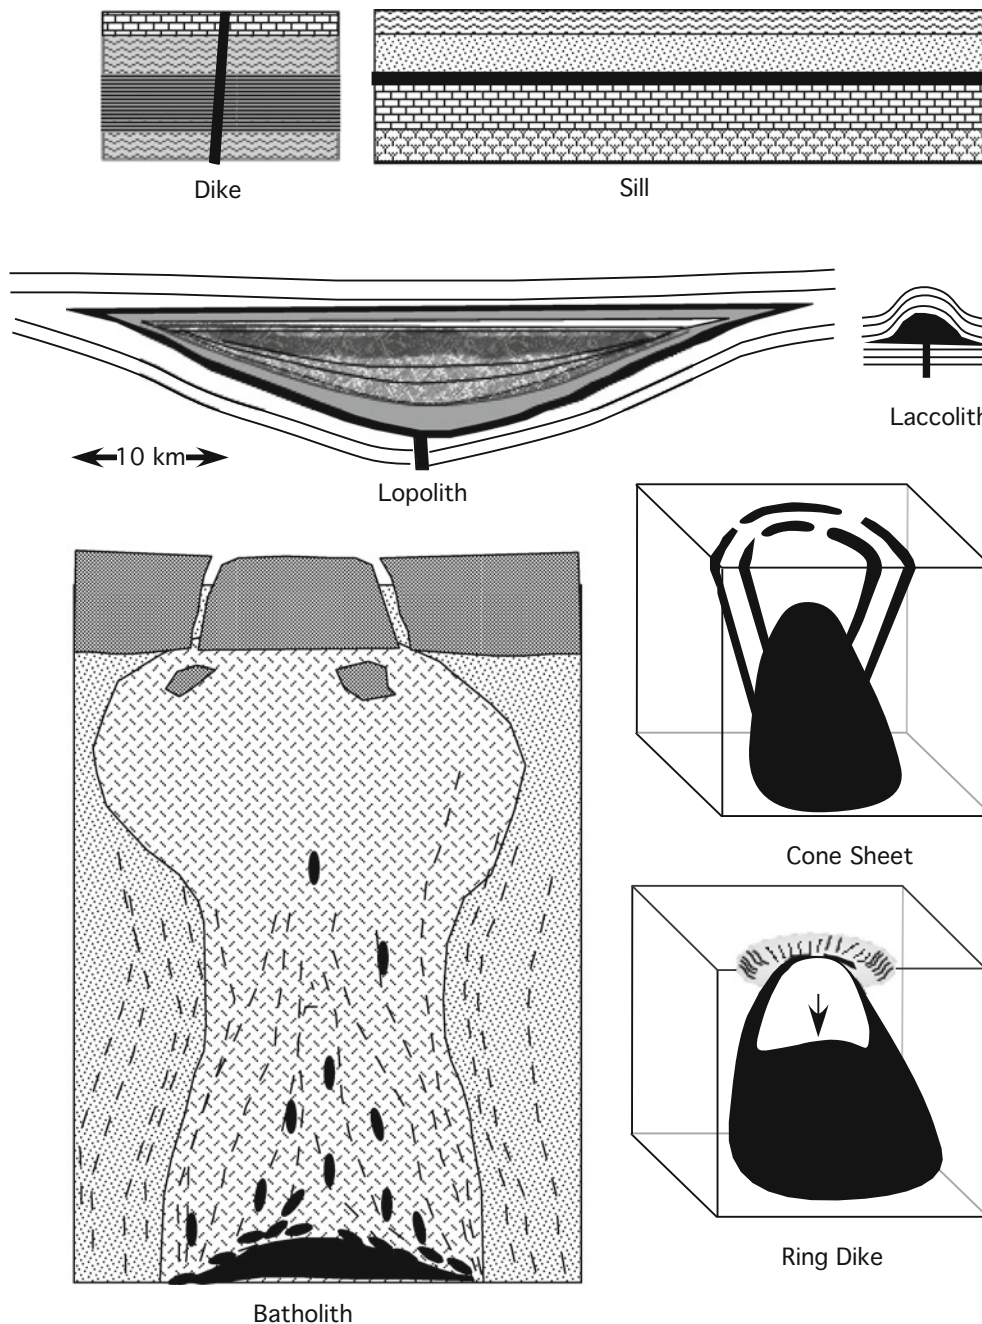 Dike
Sill
10 km
Lopolith
Laccolith
Cone Sheet
Ring Dike
Batholith